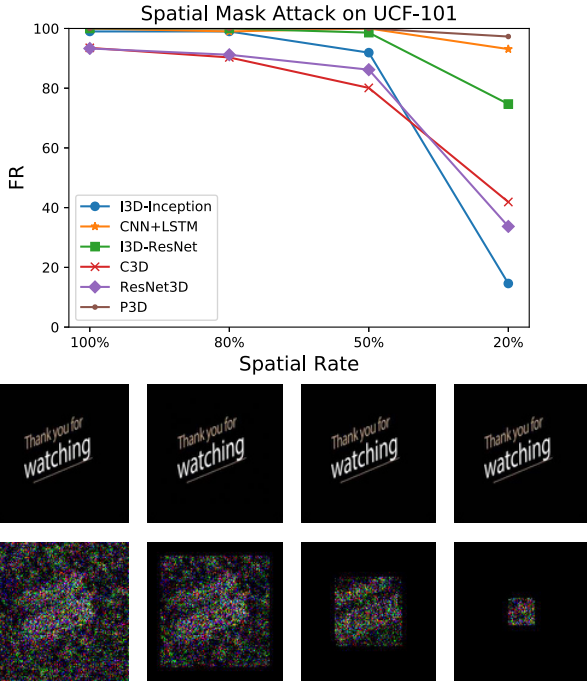 Spatial Mask Attack on UCF-101
100
80
60
40
20
0
FR
I3D-Inception
CNN+LSTM
I3D-ResNet
C3D
ResNet3D
P3D
100% 80% 50% 20%
Spatial Rate
Thank you for Thank you for Thank you for Thank you for
watching watching watching watching